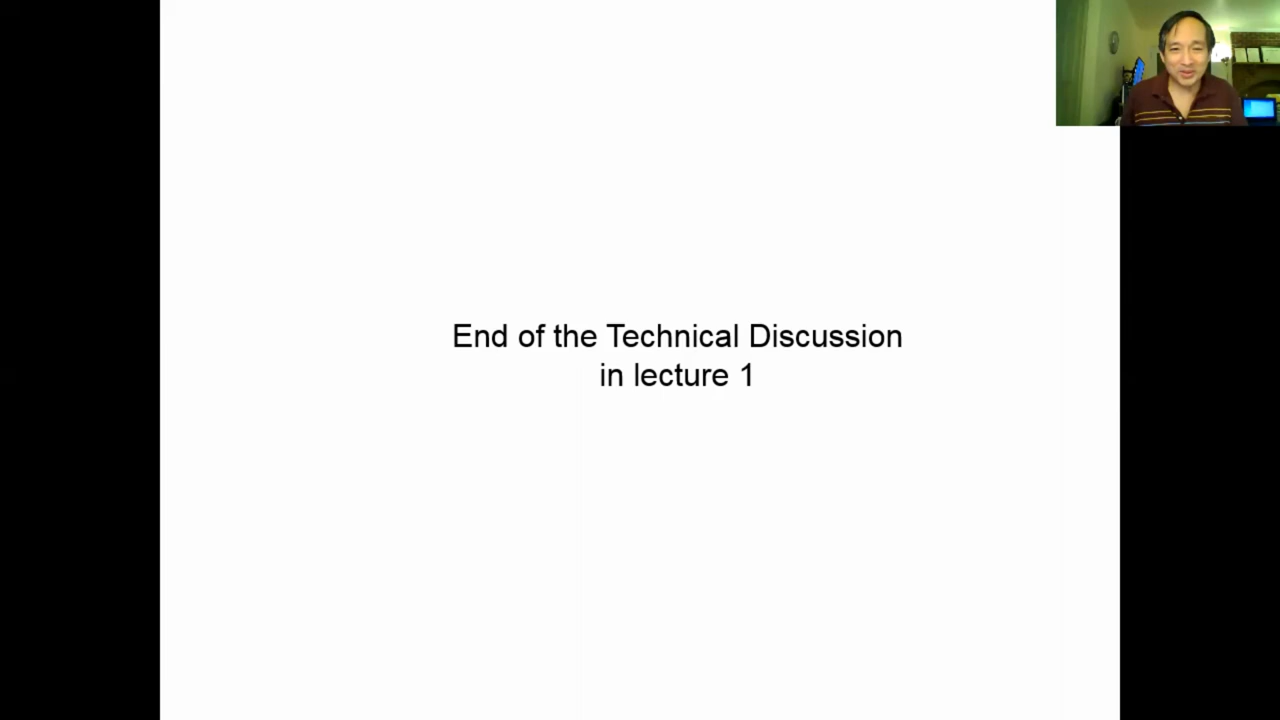 End of the Technical Discussion
in lecture 1